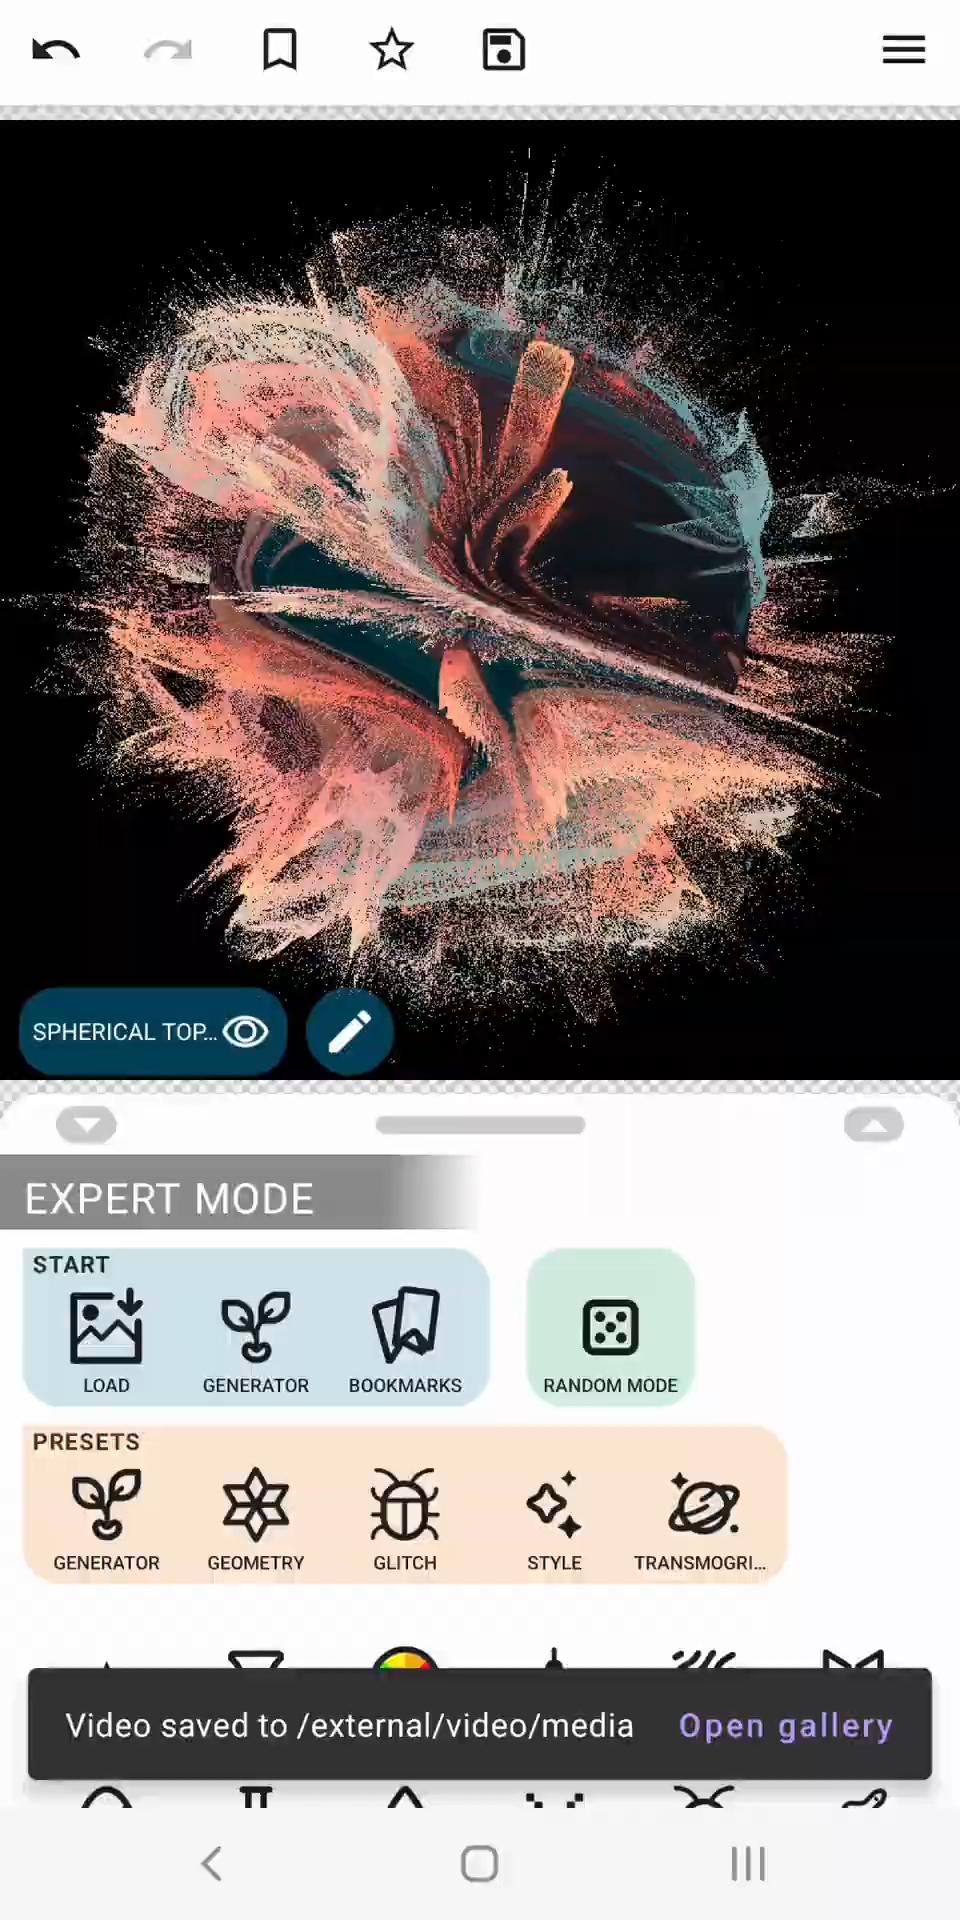 SPHERICAL TOP...
EXPERT MODE
START
LOAD
GENERATOR
BOOKMARKS
RANDOM MODE
PRESETS
GENERATOR
GEOMETRY
GLITCH
STYLE
TRANSMOGRI...
Video saved to /external/video/media
Open gallery